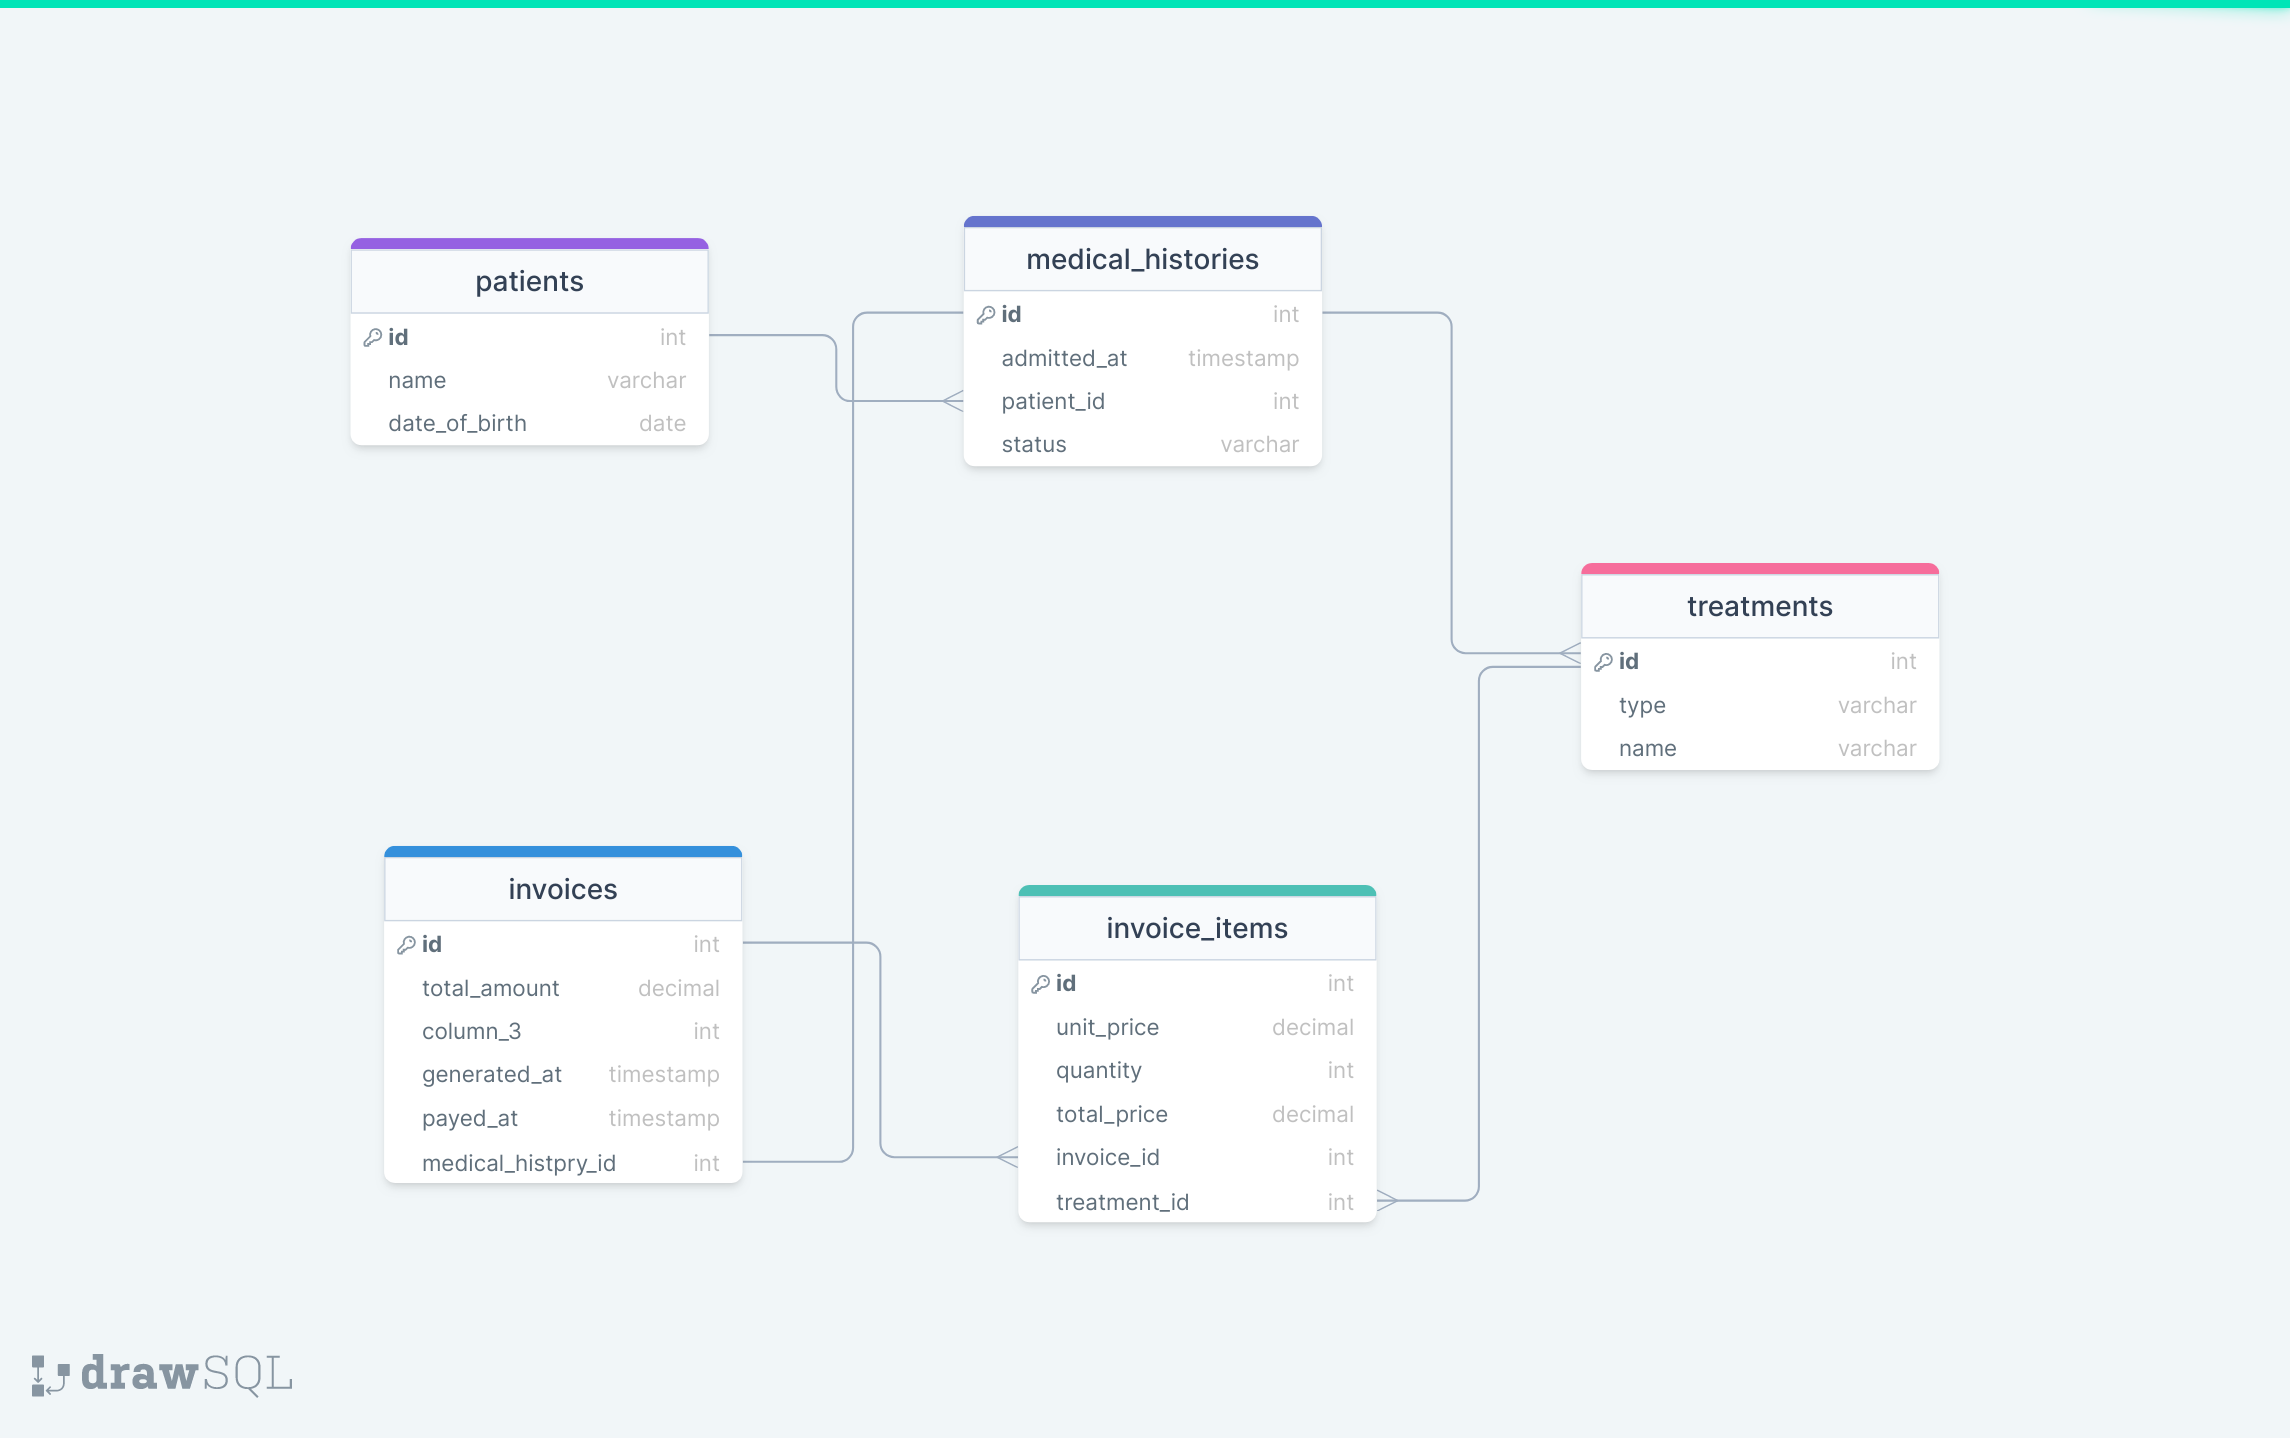 patients
id int
name varchar
date_of_birth date
medical_histories
id int
admitted_at timestamp
patient_id int
status varchar
treatments
id int
type varchar
name varchar
invoices
id int
total_amount decimal
column_3 int
generated_at timestamp
payed_at timestamp
medical_histpry_id int
invoice_items
id int
unit_price decimal
quantity int
total_price decimal
invoice_id int
treatment_id int
drawSQL